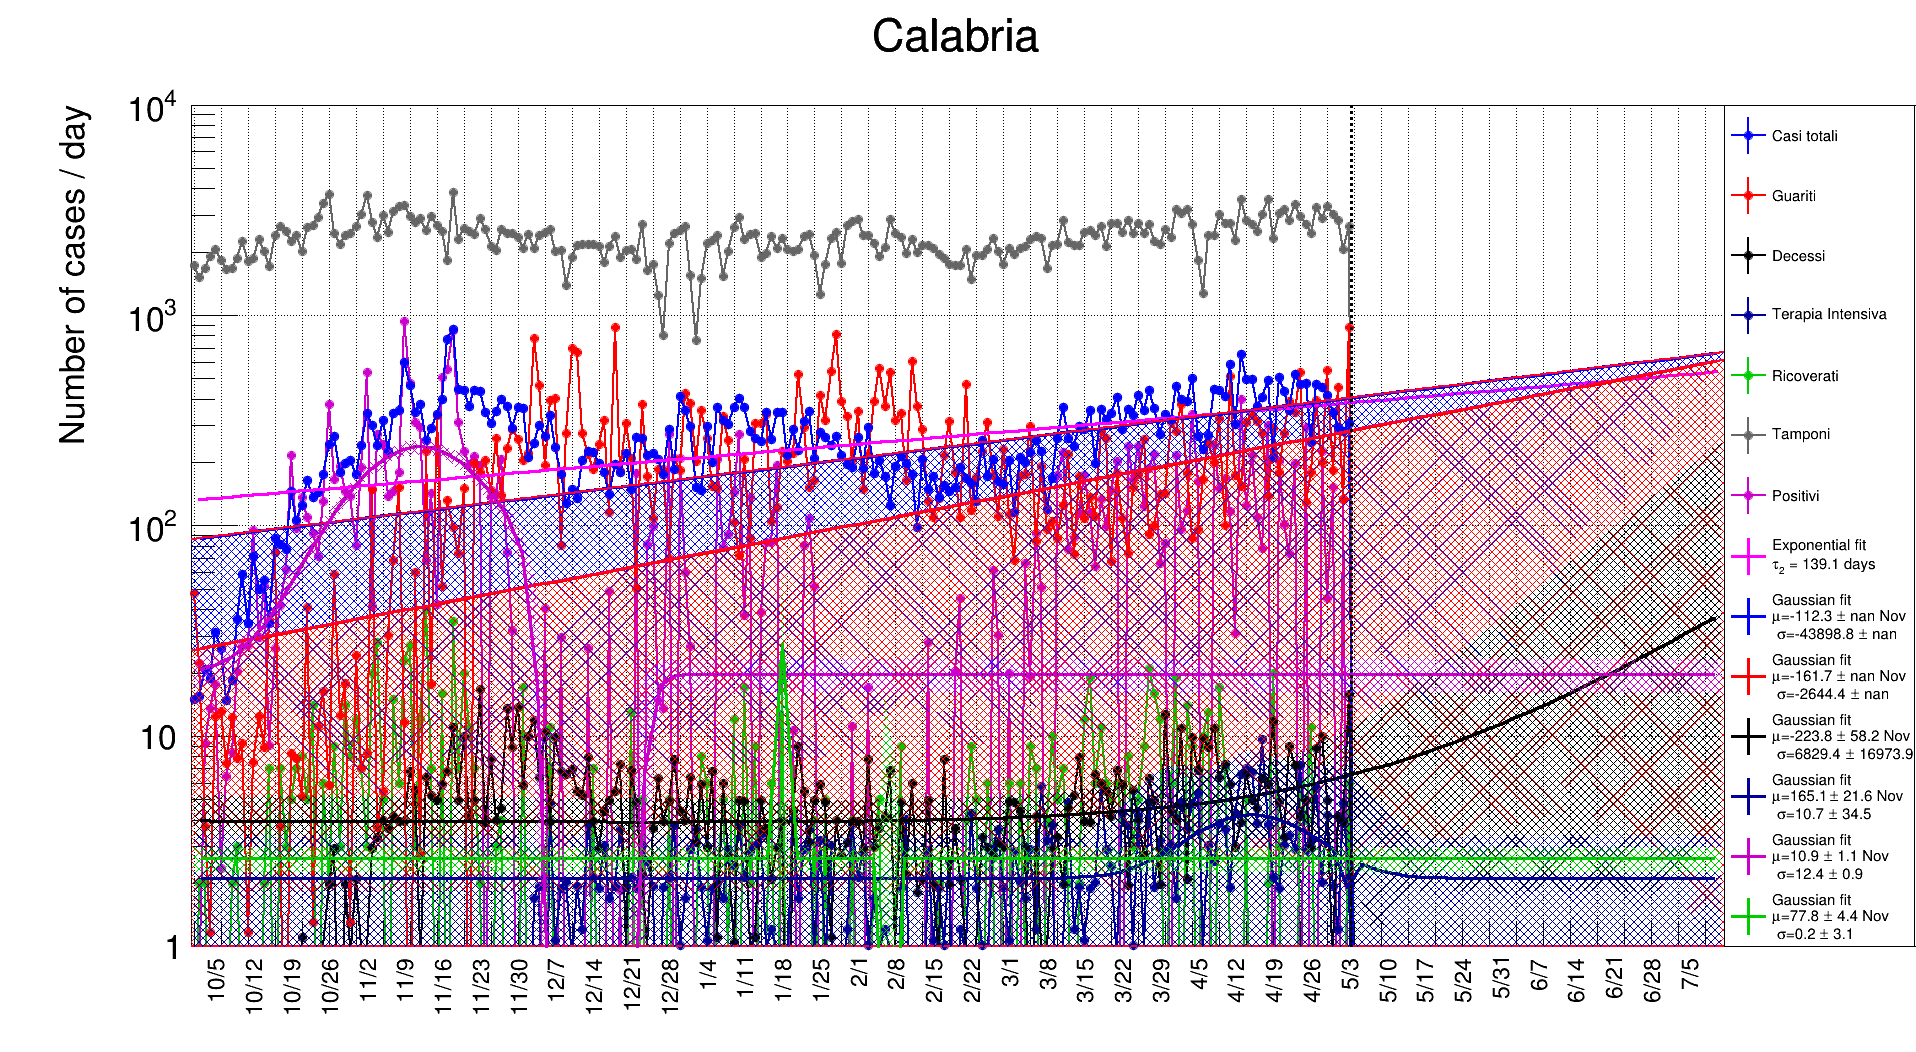 Calabria
Number of cases / day
10^4
10^3
10^2
10
1
10/5
10/12
10/19
10/26
11/2
11/9
11/16
11/23
11/30
12/7
12/14
12/21
12/28
1/4
1/11
1/18
1/25
2/1
2/8
2/15
2/22
3/1
3/8
3/15
3/22
3/29
4/5
4/12
4/19
4/26
5/3
5/10
5/17
5/24
5/31
6/7
6/14
6/21
6/28
7/5
Casi totali
Guariti
Decessi
Terapia Intensiva
Ricoverati
Tamponi
Positivi
Exponential fit
τ2 = 139.1 days
Gaussian fit
μ=-112.3 ± nan Nov
σ=-43898.8 ± nan
Gaussian fit
μ=-161.7 ± nan Nov
σ=-2644.4 ± nan
Gaussian fit
μ=-223.8 ± 58.2 Nov
σ=6829.4 ± 16973.9
Gaussian fit
μ=165.1 ± 21.6 Nov
σ=10.7 ± 34.5
Gaussian fit
μ=10.9 ± 1.1 Nov
σ=12.4 ± 0.9
Gaussian fit
μ=77.8 ± 4.4 Nov
σ=0.2 ± 3.1